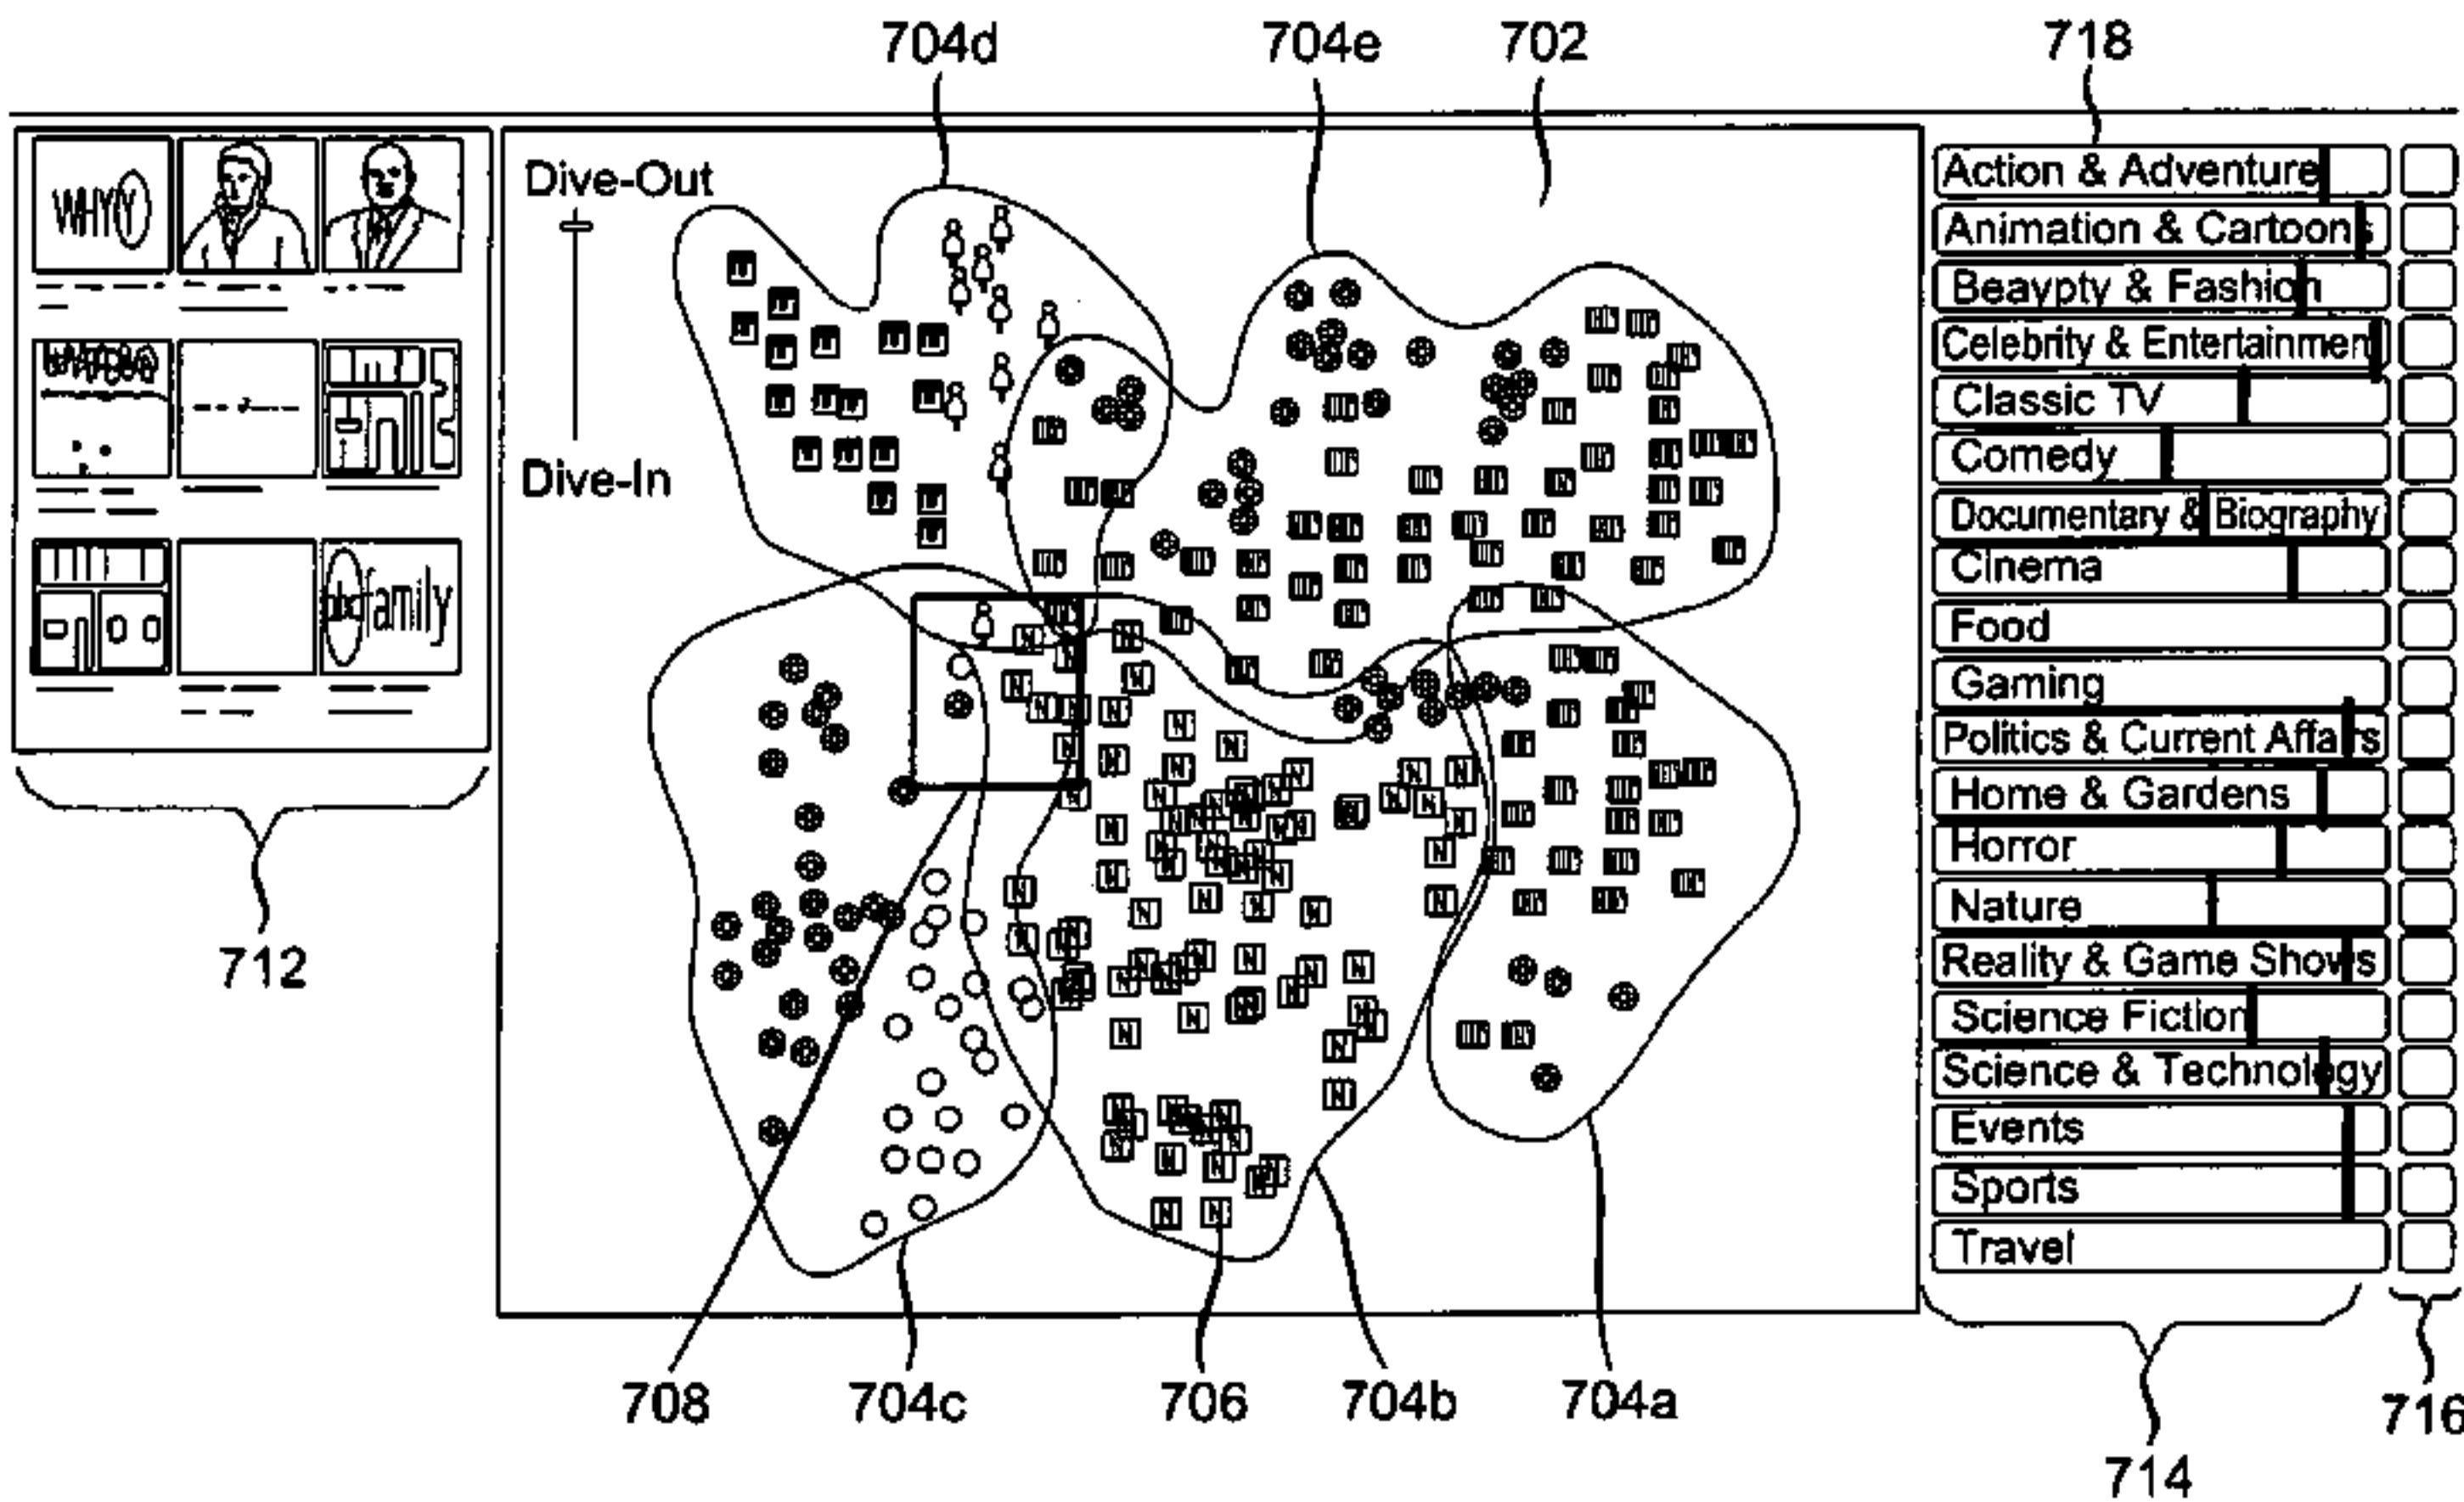 704d 704e 702 718
WHYY
family
Dive-Out
Dive-In
Action & Adventure
Animation & Cartoons
Beaypty & Fashion
Celebrity & Entertainment
Classic TV
Comedy
Documentary & Biography
Cinema
Food
Gaming
Politics & Current Affairs
Home & Gardens
Horror
Nature
Reality & Game Shows
Science Fiction
Science & Technology
Events
Sports
Travel
712
708 704c 706 704b 704a
716
714